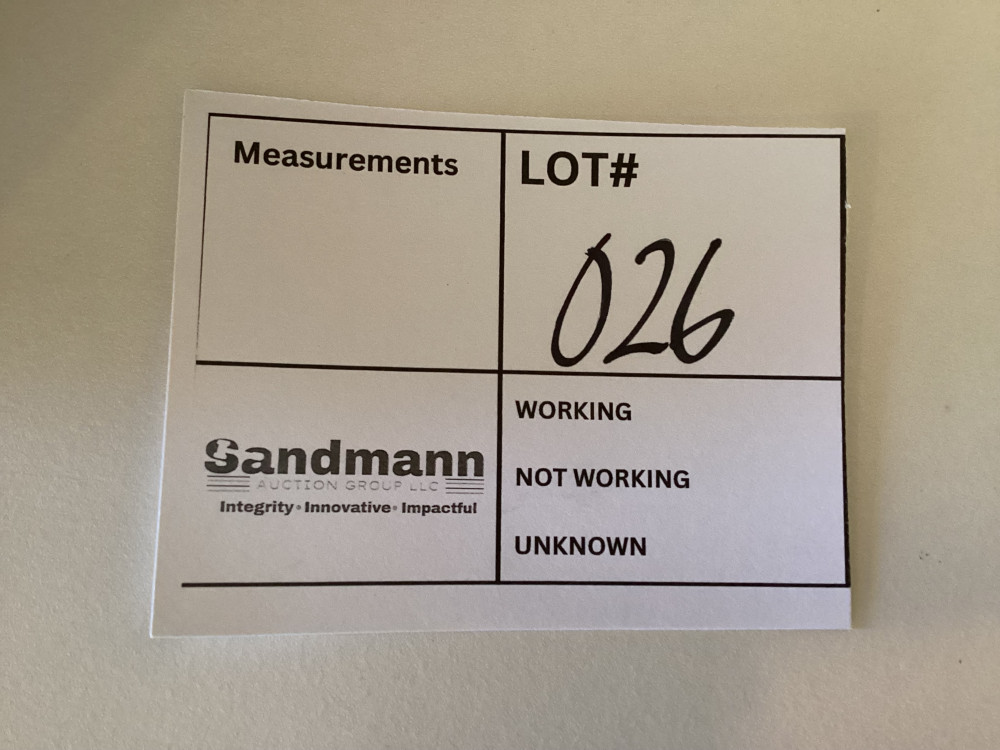 Measurements
LOT#
026
WORKING
NOT WORKING
UNKNOWN
Sandmann
AUCTION GROUP LLC
Integrity • Innovative • Impactful